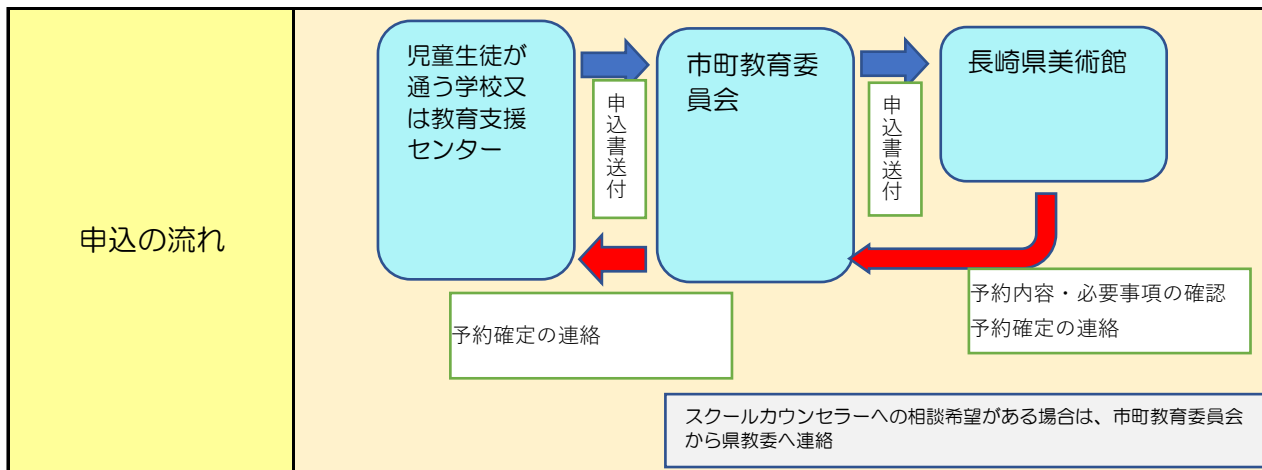 申込の流れ
児童生徒が
通う学校又
は教育支援
センター
申込書送付
市町教育委
員会
申込書送付
長崎県美術館
予約内容・必要事項の確認
予約確定の連絡
予約確定の連絡
スクールカウンセラーへの相談希望がある場合は、市町教育委員会
から県教委へ連絡